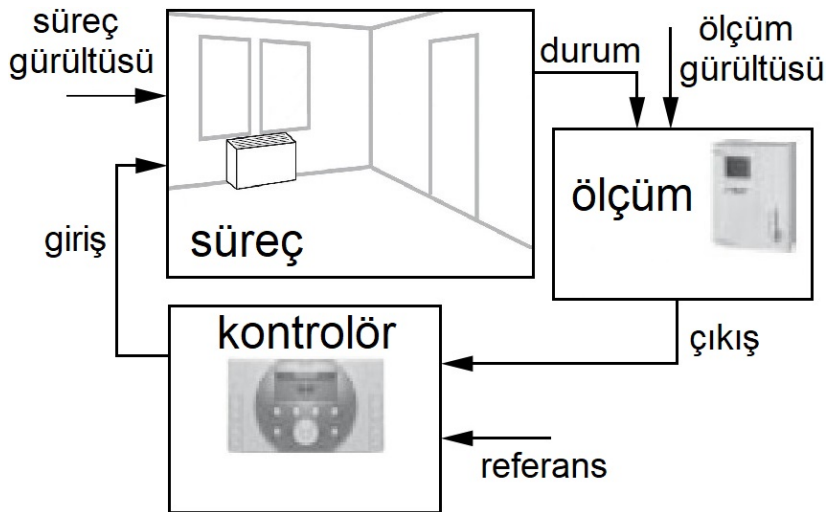 süreç
gürültüsü
durum
ölçüm
gürültüsü
ölçüm
süreç
giriş
kontrolör
çıkış
referans